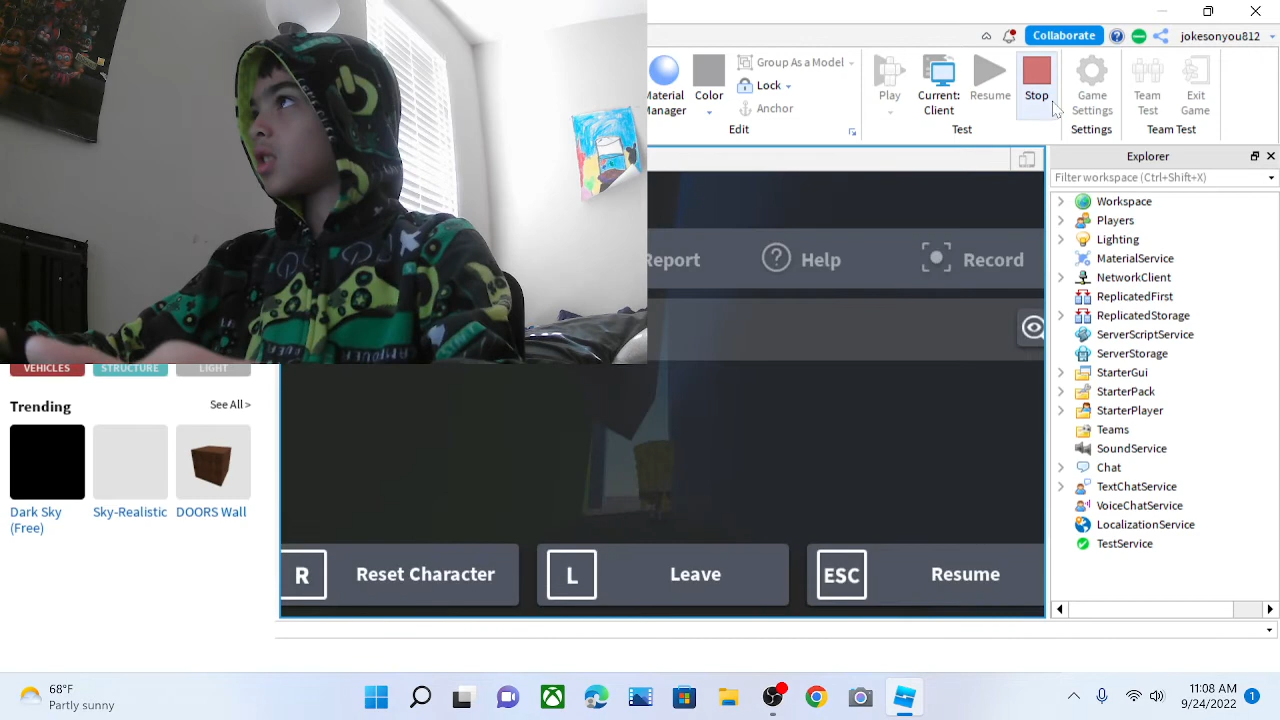 Collaborate
jokesonyou812
Material Manager
Color
Group As a Model
Lock
Anchor
Edit
Play
Current: Client
Resume
Stop
Test
Game Settings
Settings
Team Test
Exit Game
Team Test
Explorer
Filter workspace (Ctrl+Shift+X)
Workspace
Players
Lighting
MaterialService
NetworkClient
ReplicatedFirst
ReplicatedStorage
ServerScriptService
ServerStorage
StarterGui
StarterPack
StarterPlayer
Teams
SoundService
Chat
TextChatService
VoiceChatService
LocalizationService
TestService
Report
Help
Record
VEHICLES
STRUCTURE
LIGHT
Trending
See All >
Dark Sky (Free)
Sky-Realistic
DOORS Wall
R Reset Character
L Leave
ESC Resume
68°F
Partly sunny
11:08 AM
9/24/2022
1